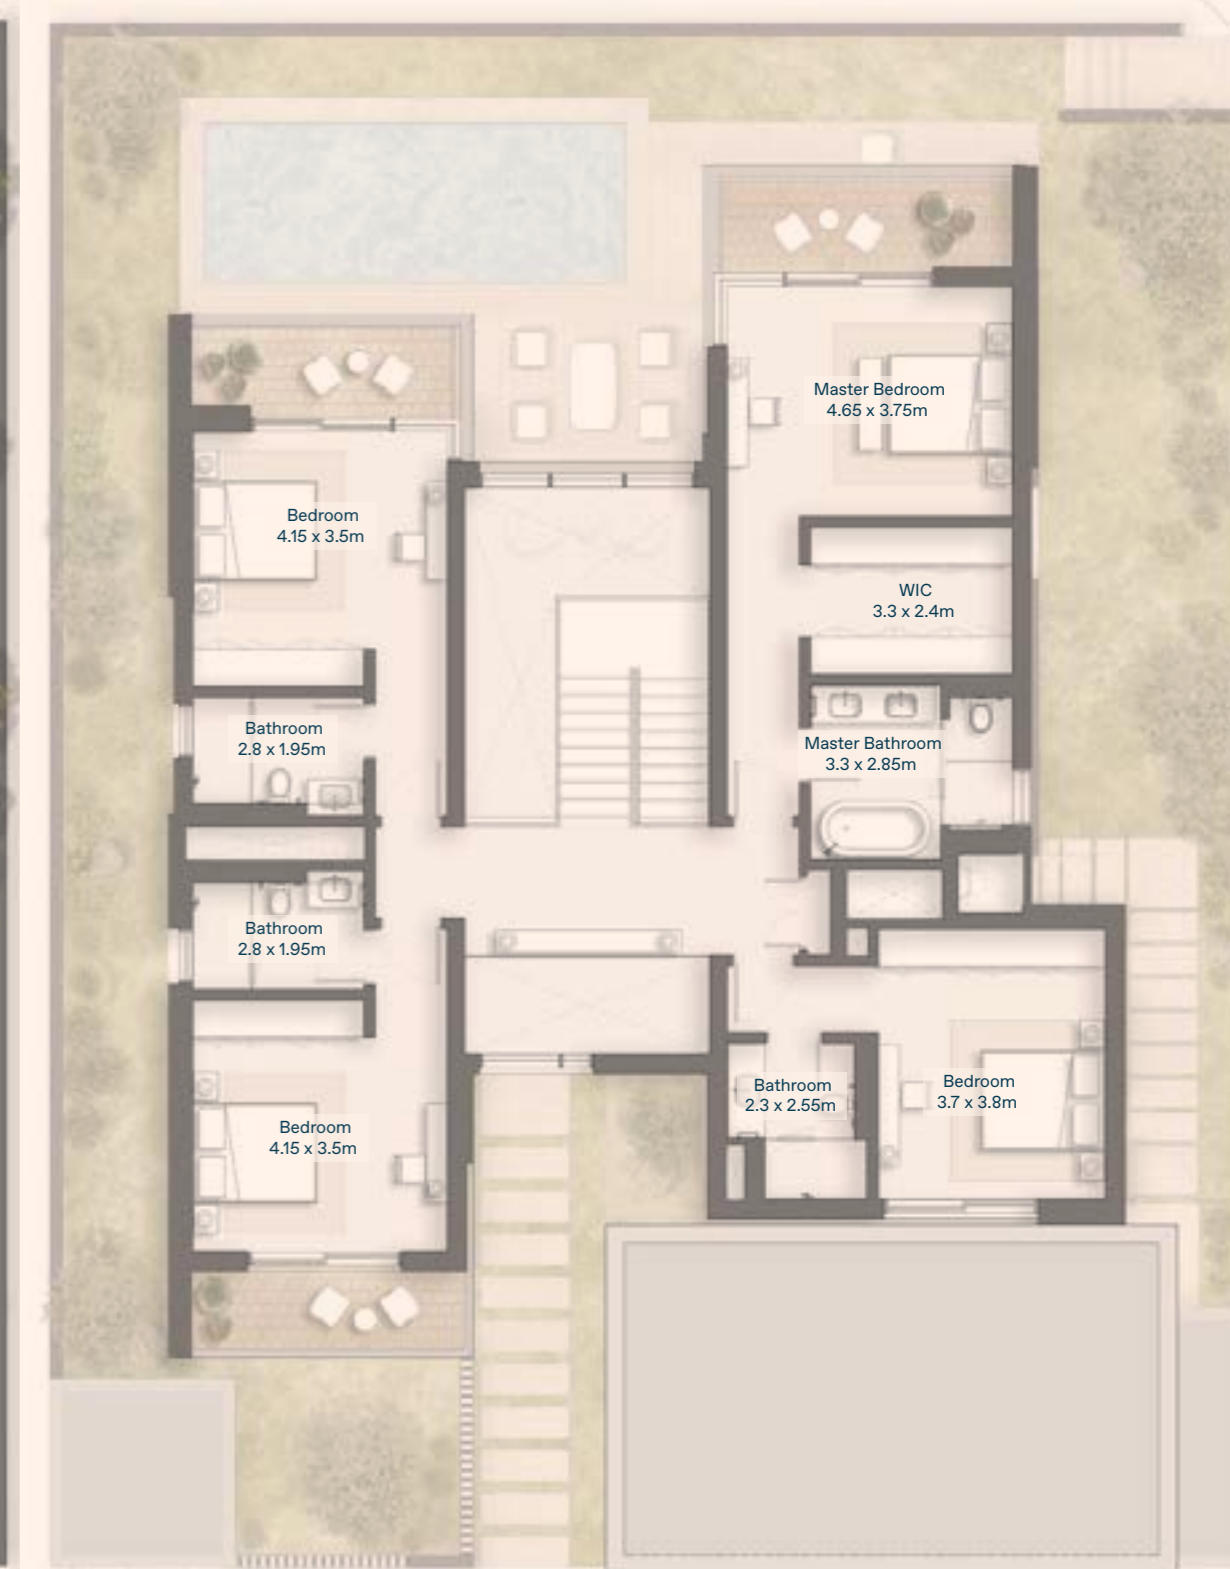 Master Bedroom
4.65 x 3.75m
Bedroom
4.15 x 3.5m
WIC
3.3 x 2.4m
Bathroom
2.8 x 1.95m
Master Bathroom
3.3 x 2.85m
Bathroom
2.8 x 1.95m
Bathroom
2.3 x 2.55m
Bedroom
3.7 x 3.8m
Bedroom
4.15 x 3.5m